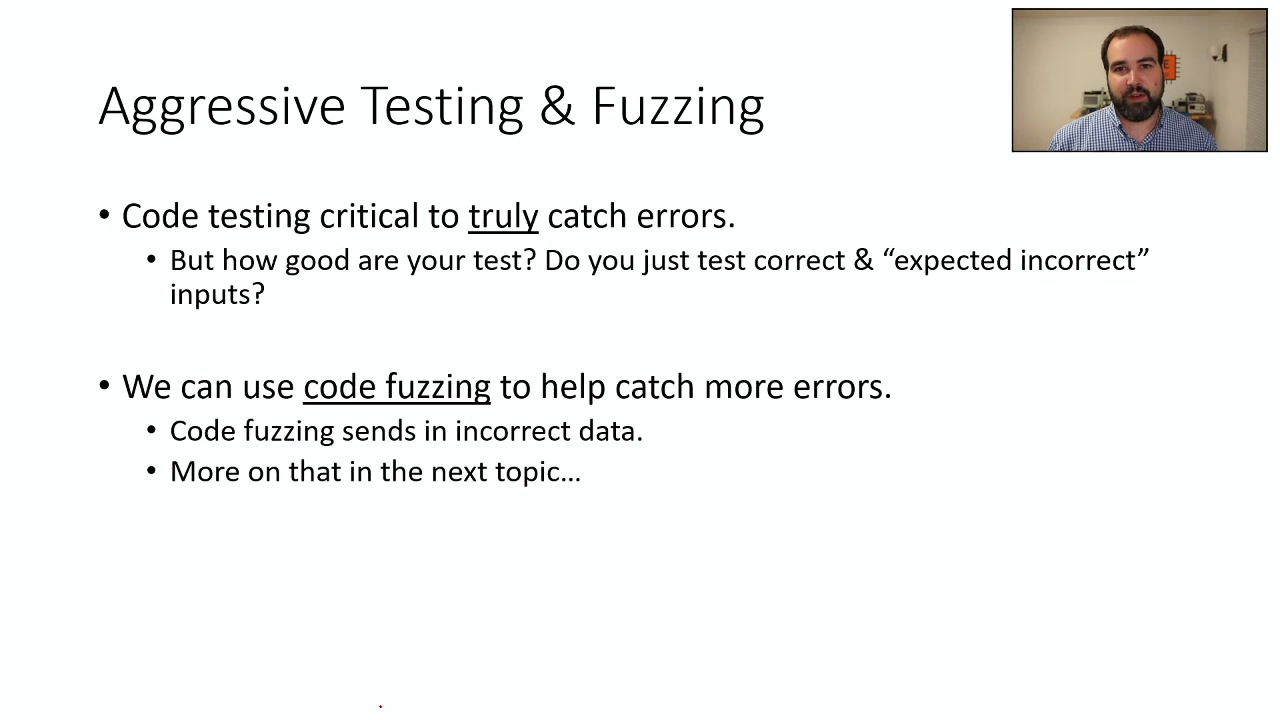 Aggressive Testing & Fuzzing
• Code testing critical to truly catch errors.
• But how good are your test? Do you just test correct & “expected incorrect”
inputs?
• We can use code fuzzing to help catch more errors.
• Code fuzzing sends in incorrect data.
• More on that in the next topic…